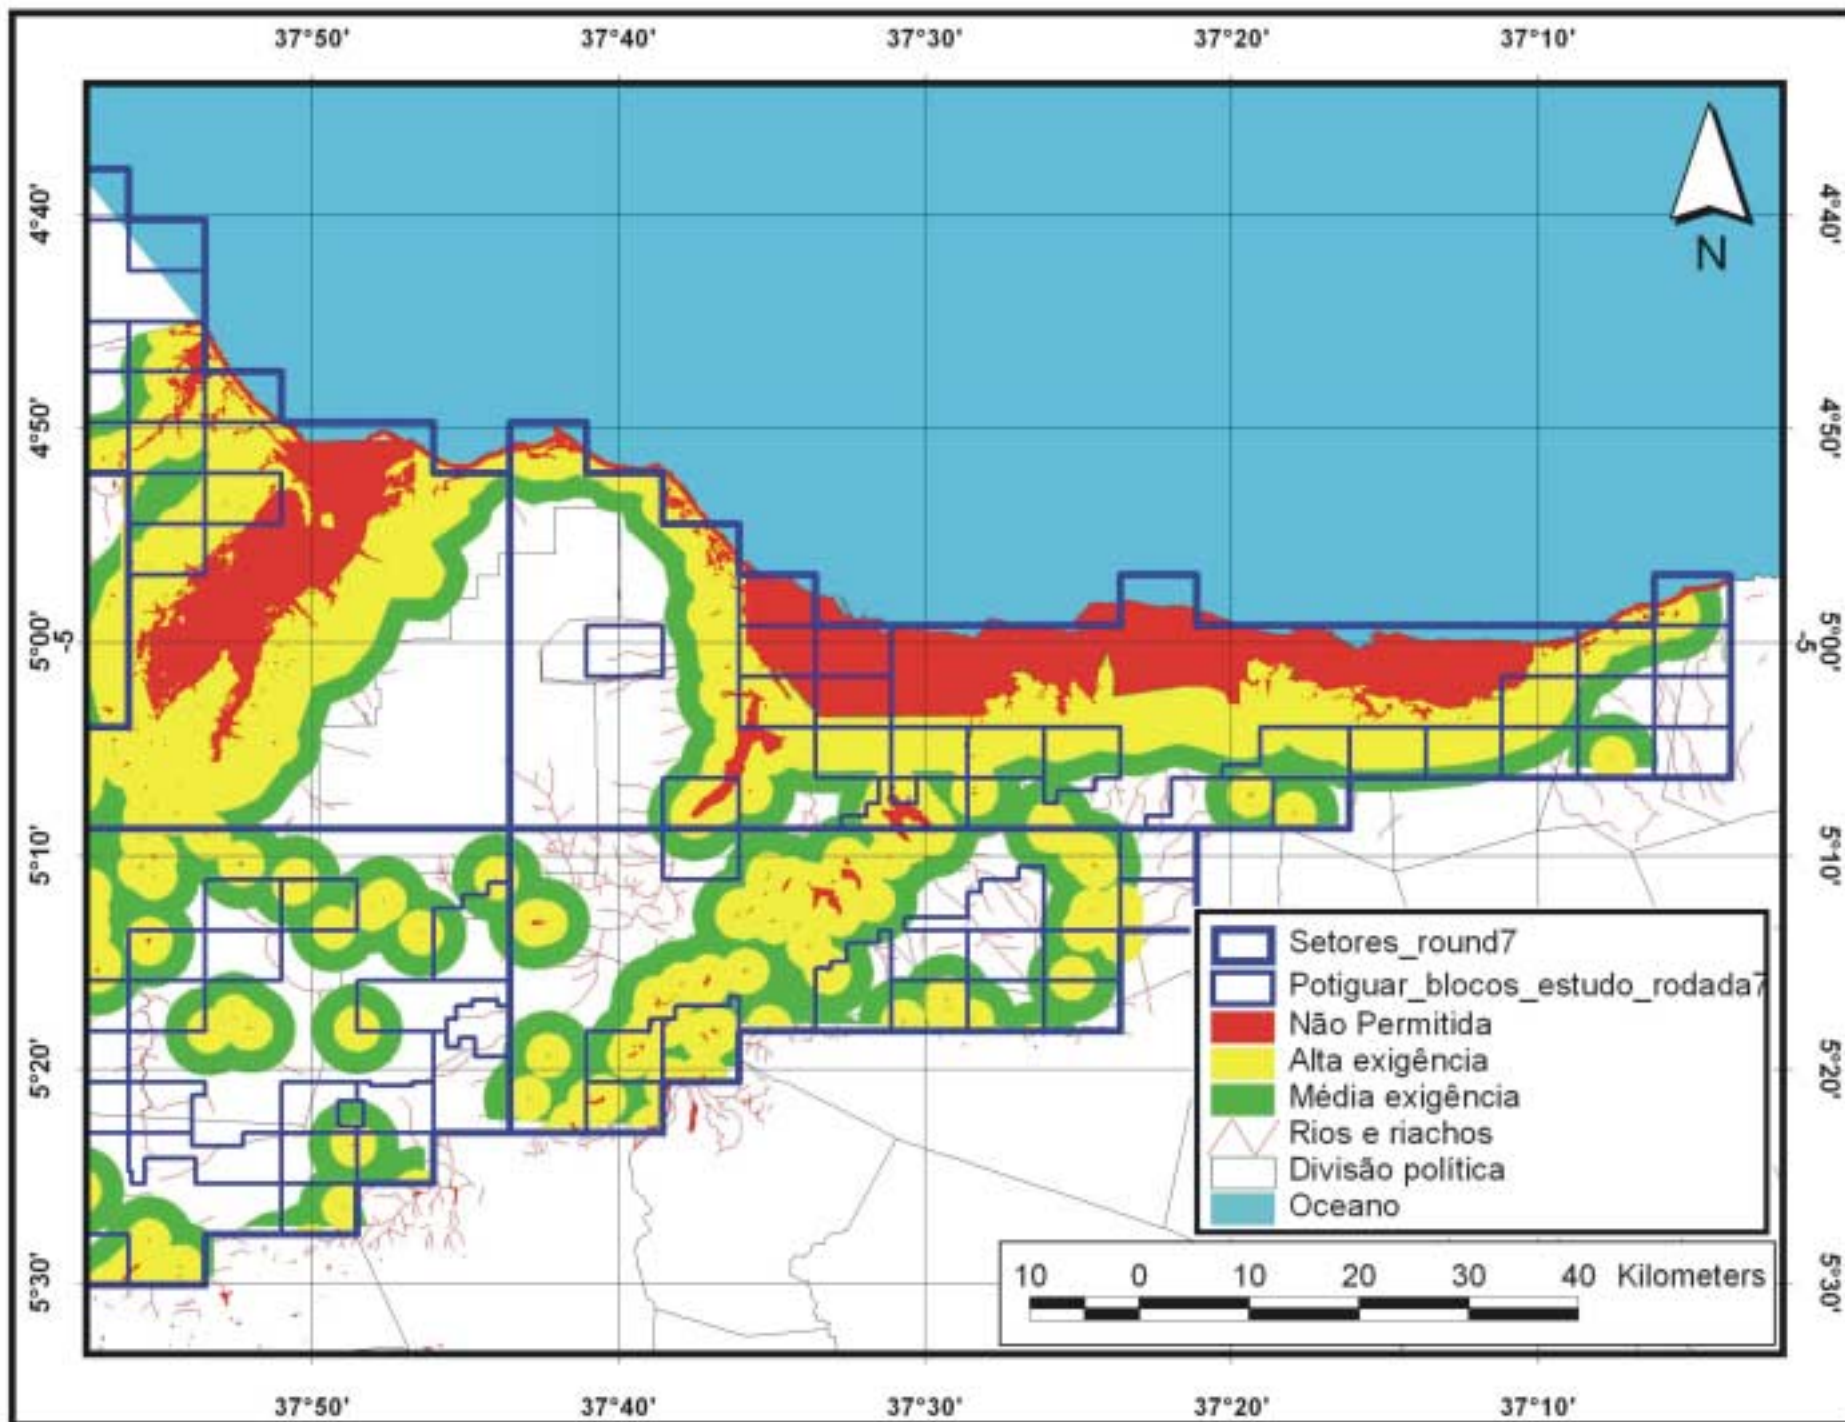 37°50' 37°40' 37°30' 37°20' 37°10'
4°40' 4°40'
N
4°50' 4°50'
5°00' -5 -5 5°00'
5°10' 5°10'
Setores_round7
Potiguar_blocos_estudo_rodada7
Não Permitida
Alta exigência
Média exigência
Rios e riachos
Divisão política
Oceano
5°20' 5°20'
10 0 10 20 30 40 Kilometers
5°30' 5°30'
37°50' 37°40' 37°30' 37°20' 37°10'